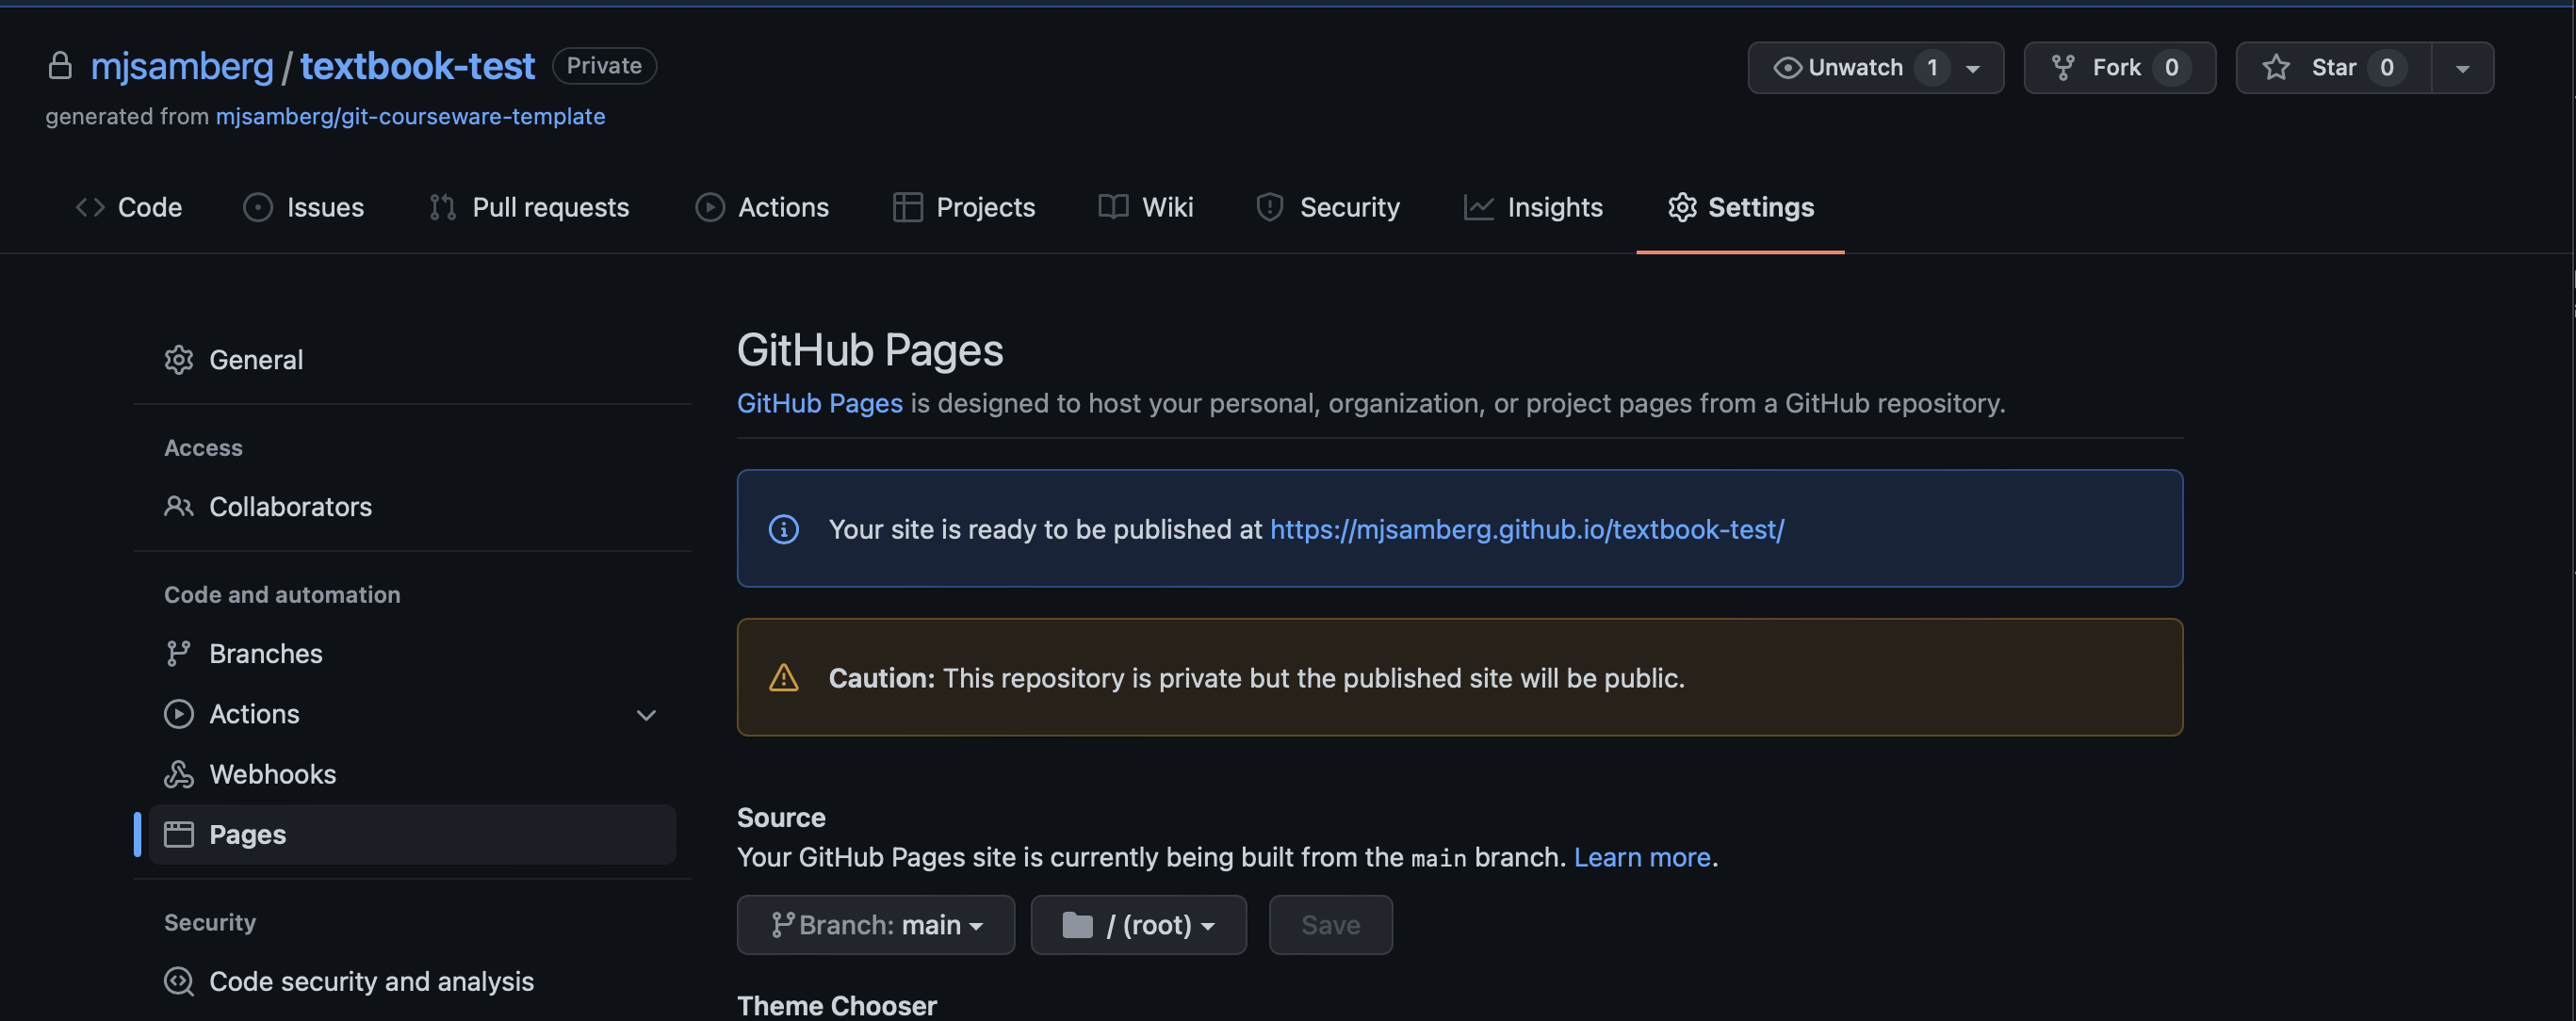 mjsamberg / textbook-test Private
Unwatch 1 Fork 0 Star 0
generated from mjsamberg/git-courseware-template
Code Issues Pull requests Actions Projects Wiki Security Insights Settings
General
Access
Collaborators
Code and automation
Branches
Actions
Webhooks
Pages
Security
Code security and analysis
GitHub Pages
GitHub Pages is designed to host your personal, organization, or project pages from a GitHub repository.
Your site is ready to be published at https://mjsamberg.github.io/textbook-test/
Caution: This repository is private but the published site will be public.
Source
Your GitHub Pages site is currently being built from the main branch. Learn more.
Branch: main / (root) Save
Theme Chooser